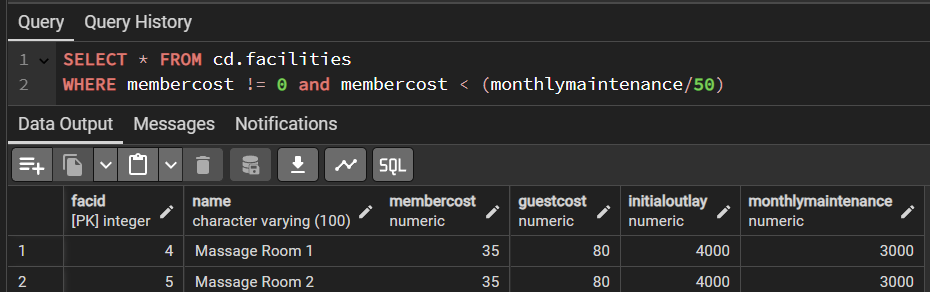 Query Query History
1 SELECT * FROM cd.facilities
2 WHERE membercost != 0 and membercost < (monthlymaintenance/50)
Data Output Messages Notifications
SQL
facid name membercost guestcost initialoutlay monthlymaintenance
[PK] integer character varying (100) numeric numeric numeric numeric
1 4 Massage Room 1 35 80 4000 3000
2 5 Massage Room 2 35 80 4000 3000